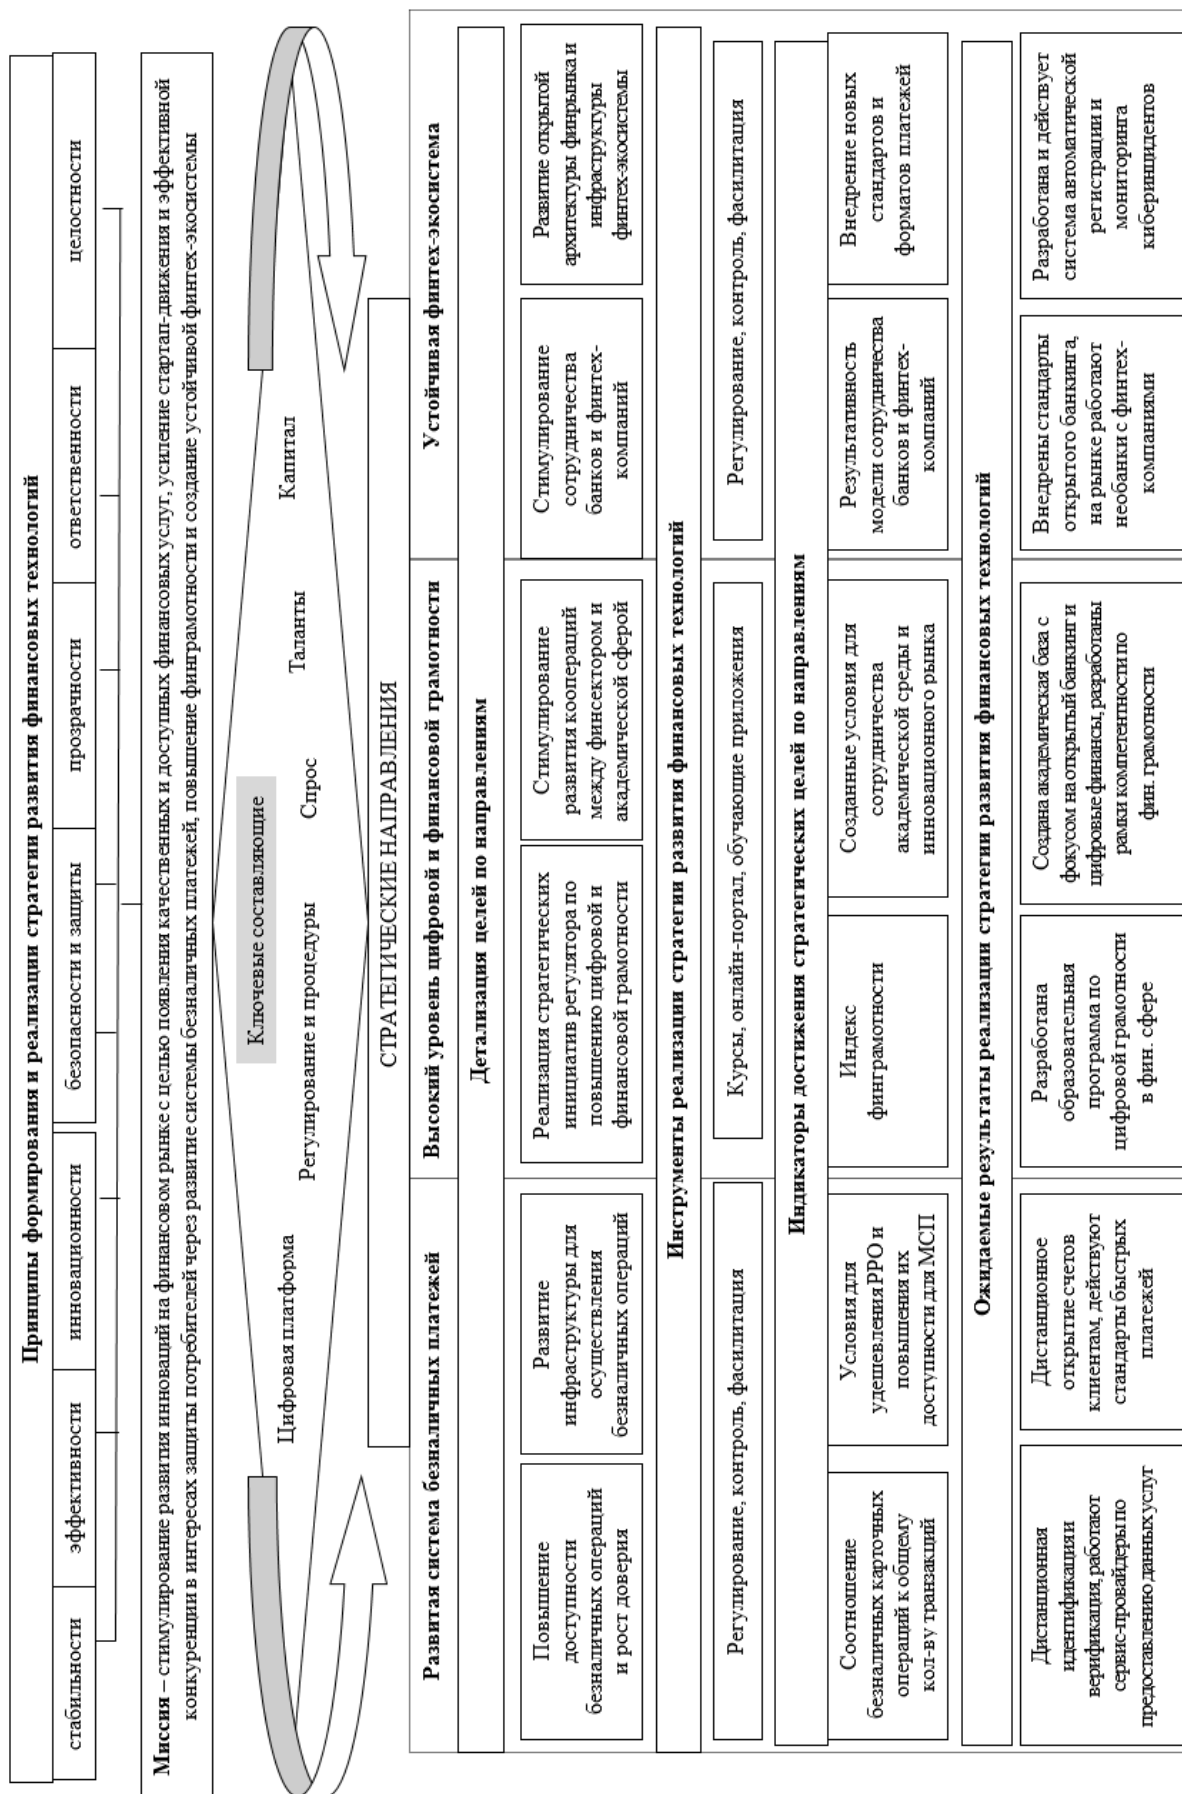 Принципы формирования и реализации стратегии развития финансовых технологий
стабильности
эффективности
инновационности
безопасности и защиты
прозрачности
ответственности
целостности
Миссия – стимулирование развития инноваций на финансовом рынке с целью появления качественных и доступных финансовых услуг, усиление стартап-движения и эффективной
конкуренции в интересах защиты потребителей через развитие системы безналичных платежей, повышение финграмотности и создание устойчивой финтех-экосистемы
Ключевые составляющие
Цифровая платформа
Регулирование и процедуры
Спрос
Таланты
Капитал
СТРАТЕГИЧЕСКИЕ НАПРАВЛЕНИЯ
Развитая система безналичных платежей
Высокий уровень цифровой и финансовой грамотности
Устойчивая финтех-экосистема
Детализация целей по направлениям
Повышение
доступности
безналичных операций
и рост доверия
Развитие
инфраструктуры для
осуществления
безналичных операций
Реализация стратегических
инициатив регулятора по
повышению цифровой и
финансовой грамотности
Стимулирование
развития коопераций
между финсектором и
академической сферой
Стимулирование
сотрудничества
банков и финтех-
компаний
Развитие открытой
архитектуры финрынка и
инфраструктуры
финтех-экосистемы
Инструменты реализации стратегии развития финансовых технологий
Регулирование, контроль, фасилитация
Курсы, онлайн-портал, обучающие приложения
Регулирование, контроль, фасилитация
Индикаторы достижения стратегических целей по направлениям
Соотношение
безналичных карточных
операций к общему
кол-ву транзакций
Условия для
удешевления РРО и
повышения их
доступности для МСП
Индекс
финграмотности
Созданные условия для
сотрудничества
академической среды и
инновационного рынка
Результативность
модели сотрудничества
банков и финтех-
компаний
Внедрение новых
стандартов и
форматов платежей
Ожидаемые результаты реализации стратегии развития финансовых технологий
Дистанционная
идентификация и
верификация, работают
сервис-провайдеры по
предоставлению данных услуг
Дистанционное
открытие счетов
клиентам, действуют
стандарты быстрых
платежей
Разработана
образовательная
программа по
цифровой грамотности
в фин. сфере
Создана академическая база с
фокусом на открытый банкинг и
цифровые финансы, разработаны
рамки компетентности по
фин. грамотности
Внедрены стандарты
открытого банкинга,
на рынке работают
необанки с финтех-
компаниями
Разработана и действует
система автоматической
регистрации и
мониторинга
киберинцидентов